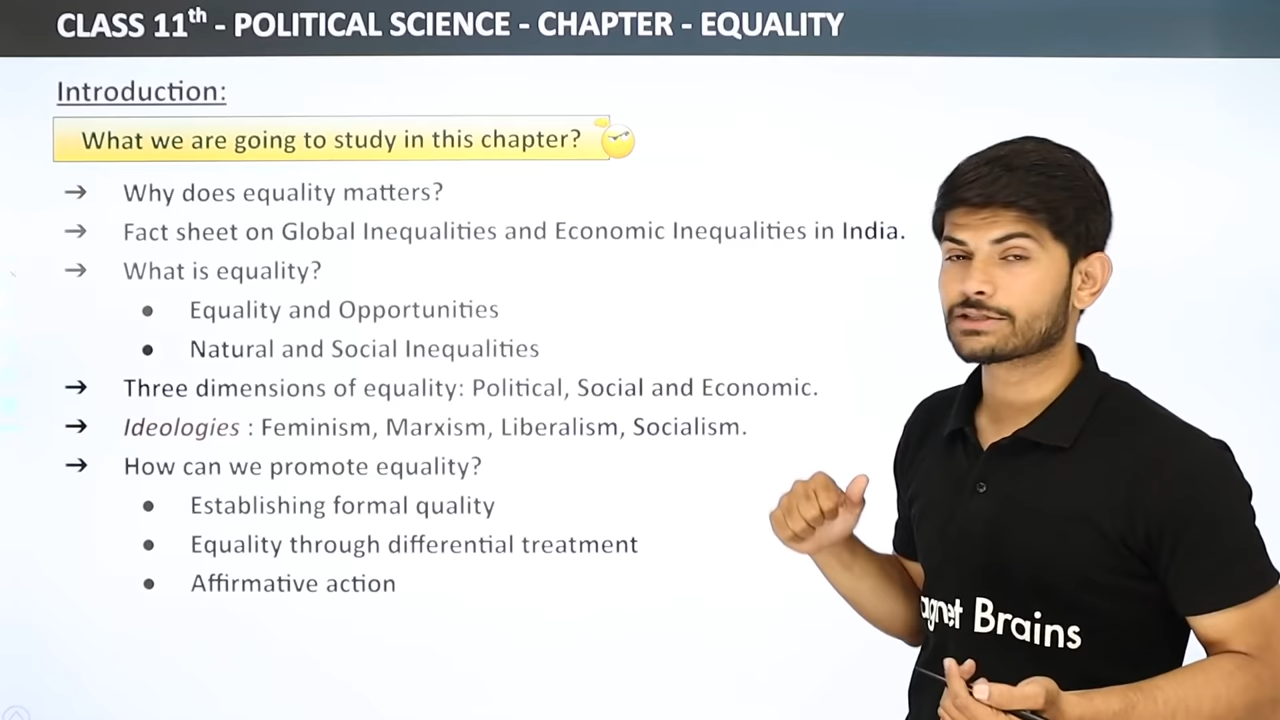 CLASS 11th - POLITICAL SCIENCE - CHAPTER - EQUALITY
Introduction:
What we are going to study in this chapter?
→ Why does equality matters?
→ Fact sheet on Global Inequalities and Economic Inequalities in India.
→ What is equality?
● Equality and Opportunities
● Natural and Social Inequalities
→ Three dimensions of equality: Political, Social and Economic.
→ Ideologies : Feminism, Marxism, Liberalism, Socialism.
→ How can we promote equality?
● Establishing formal quality
● Equality through differential treatment
● Affirmative action
agnet Brains